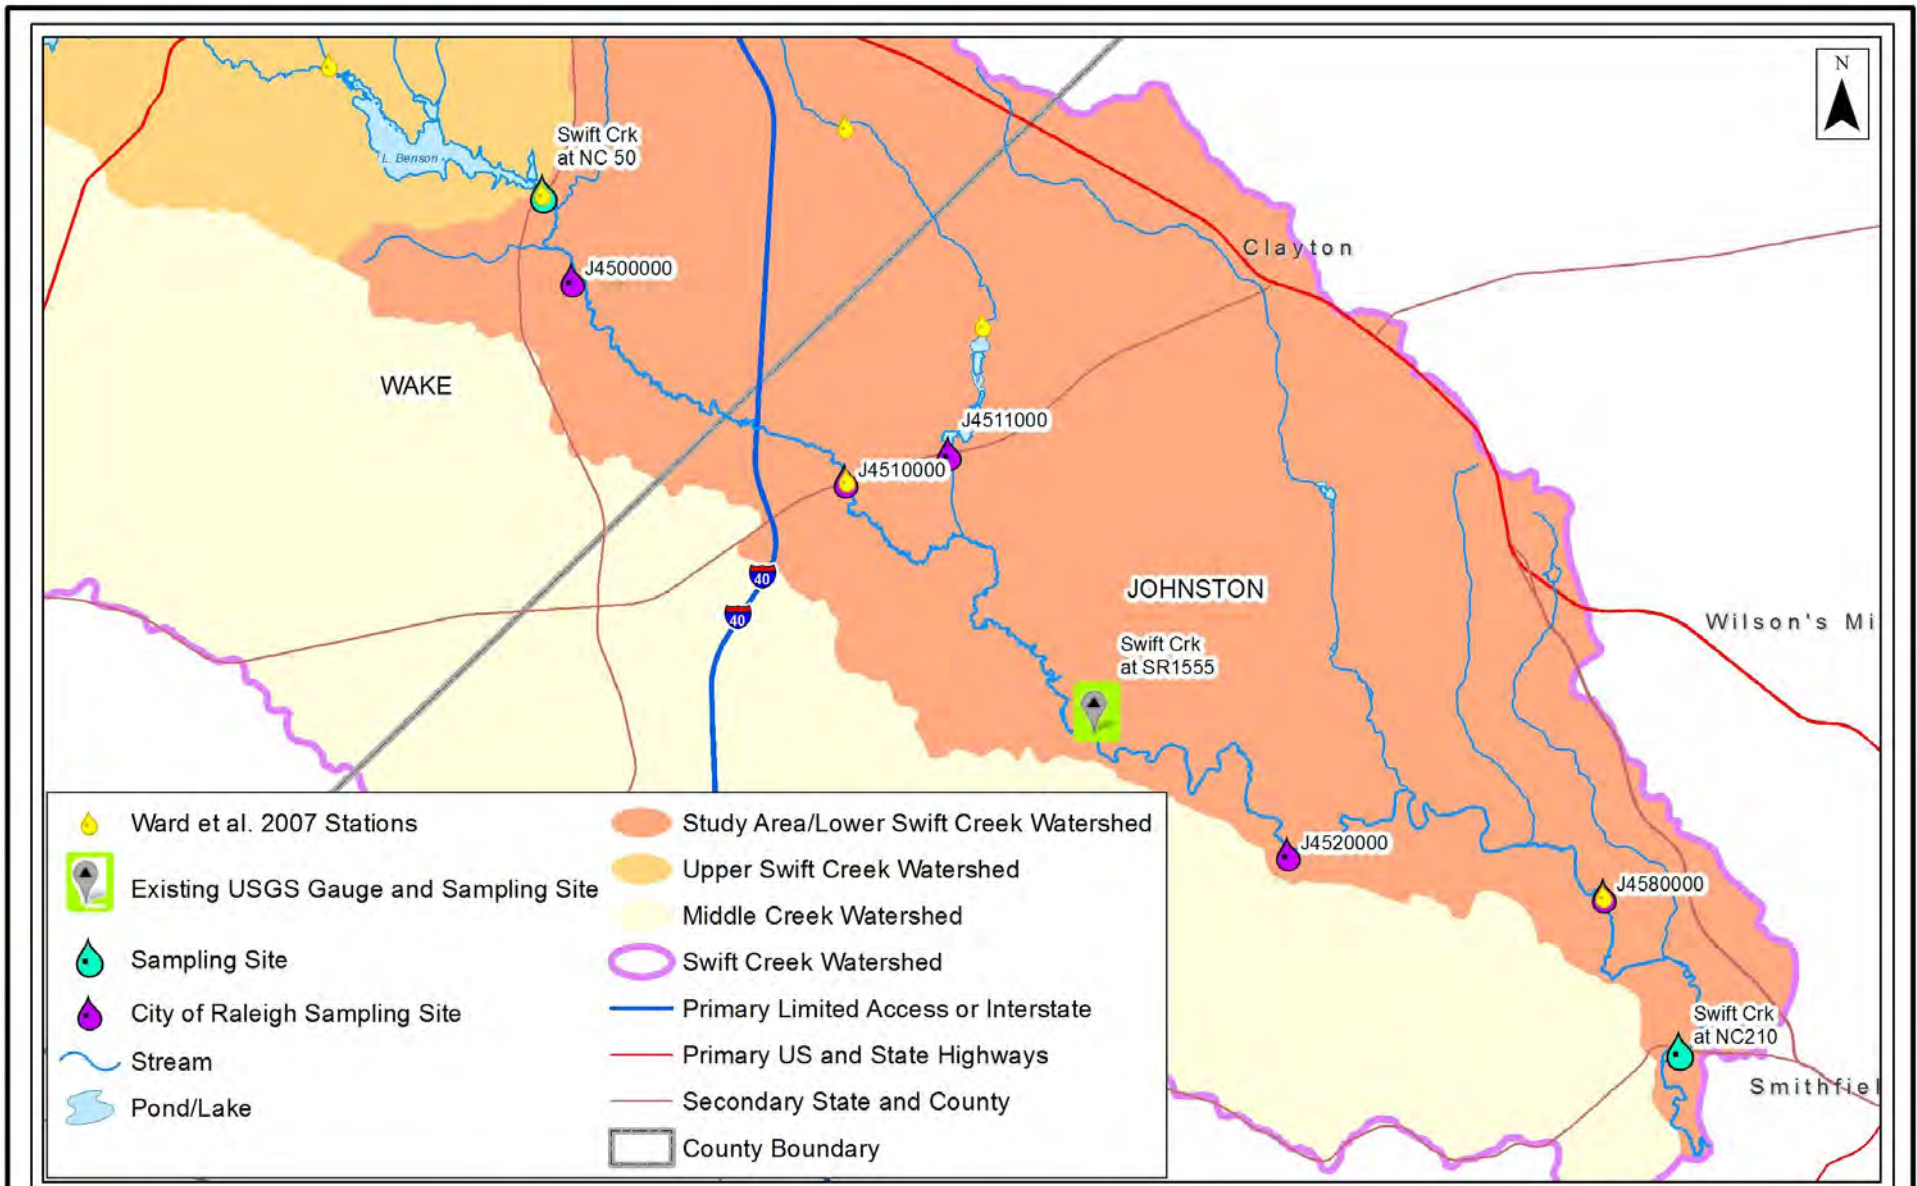 N
Swift Crk
at NC 50
L. Benson
Clayton
J4500000
WAKE
J4511000
J4510000
40
40
JOHNSTON
Wilson's Mi
Swift Crk
at SR1555
J4520000
J4580000
Swift Crk
at NC210
Smithfiel
Ward et al. 2007 Stations
Existing USGS Gauge and Sampling Site
Sampling Site
City of Raleigh Sampling Site
Stream
Pond/Lake
Study Area/Lower Swift Creek Watershed
Upper Swift Creek Watershed
Middle Creek Watershed
Swift Creek Watershed
Primary Limited Access or Interstate
Primary US and State Highways
Secondary State and County
County Boundary